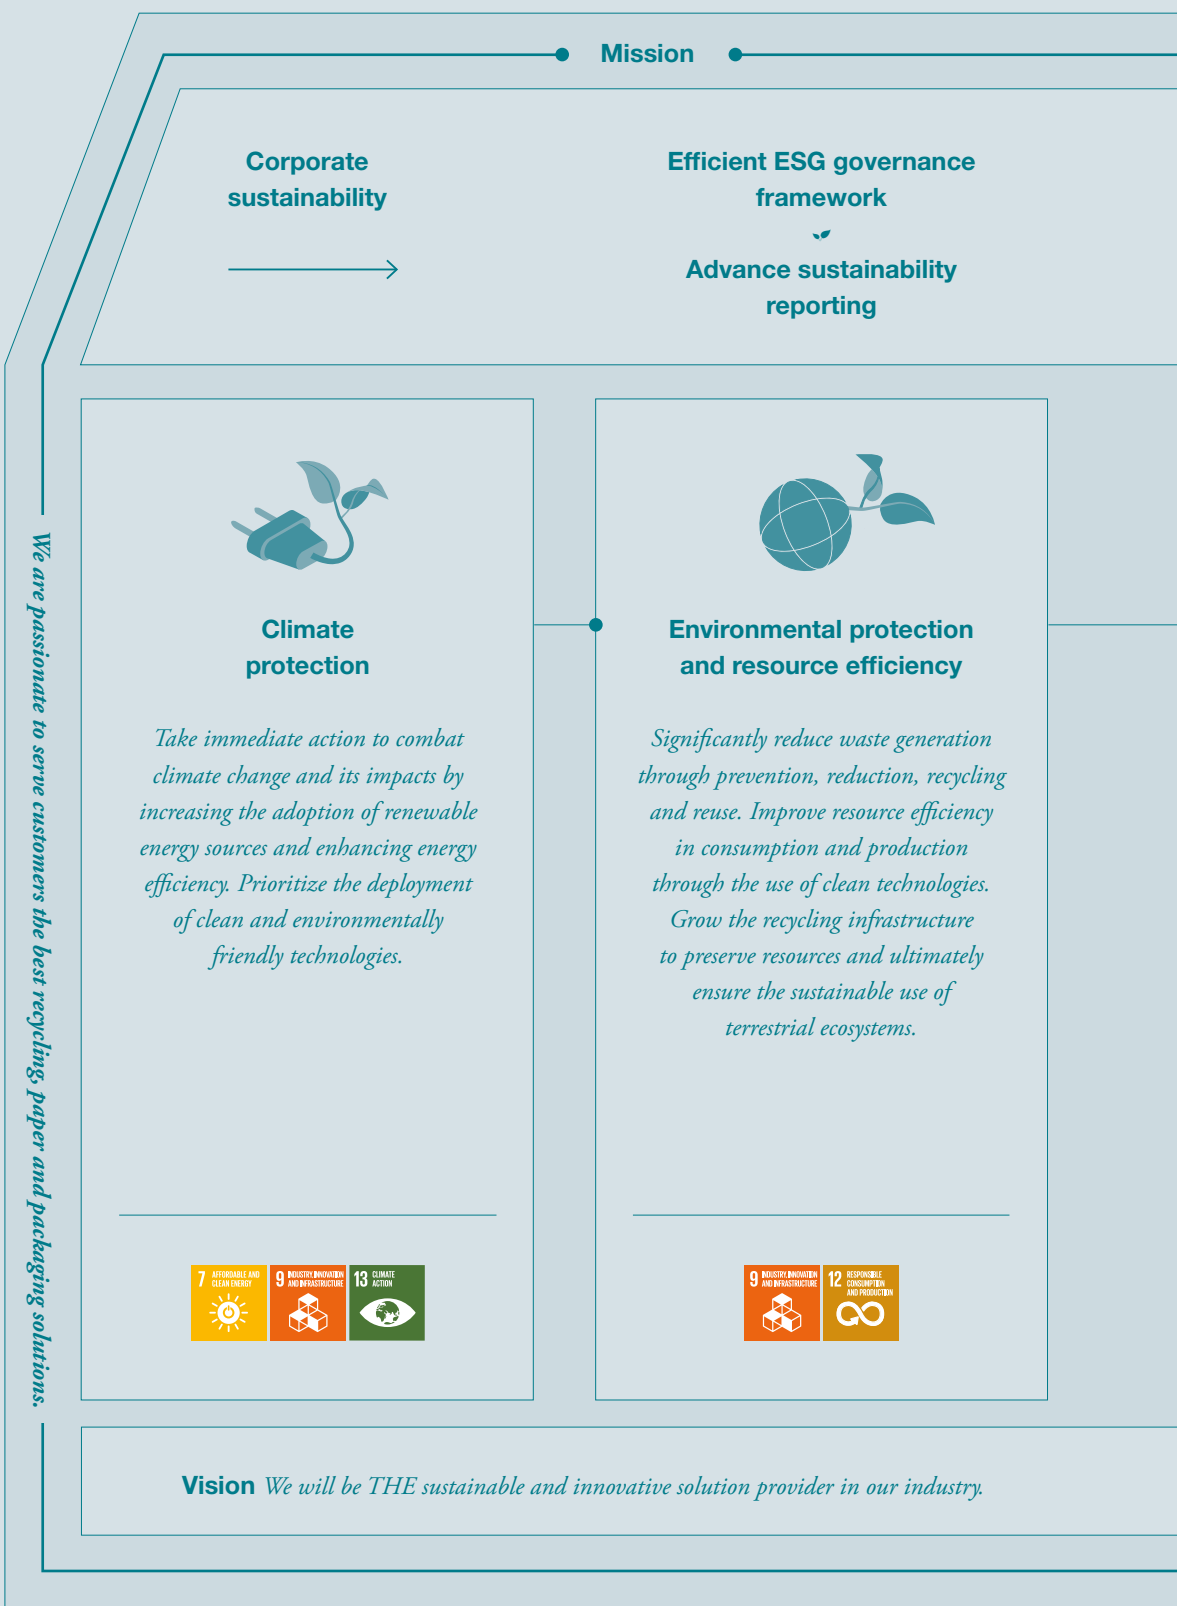 Mission
Corporate
sustainability
Efficient ESG governance
framework
Advance sustainability
reporting
We are passionate to serve customers the best recycling, paper and packaging solutions.
Climate
protection
Take immediate action to combat
climate change and its impacts by
increasing the adoption of renewable
energy sources and enhancing energy
efficiency. Prioritize the deployment
of clean and environmentally
friendly technologies.
7 AFFORDABLE AND
CLEAN ENERGY
9 INDUSTRY, INNOVATION
AND INFRASTRUCTURE
13 CLIMATE
ACTION
Environmental protection
and resource efficiency
Significantly reduce waste generation
through prevention, reduction, recycling
and reuse. Improve resource efficiency
in consumption and production
through the use of clean technologies.
Grow the recycling infrastructure
to preserve resources and ultimately
ensure the sustainable use of
terrestrial ecosystems.
9 INDUSTRY, INNOVATION
AND INFRASTRUCTURE
12 RESPONSIBLE
CONSUMPTION
AND PRODUCTION
Vision We will be THE sustainable and innovative solution provider in our industry.